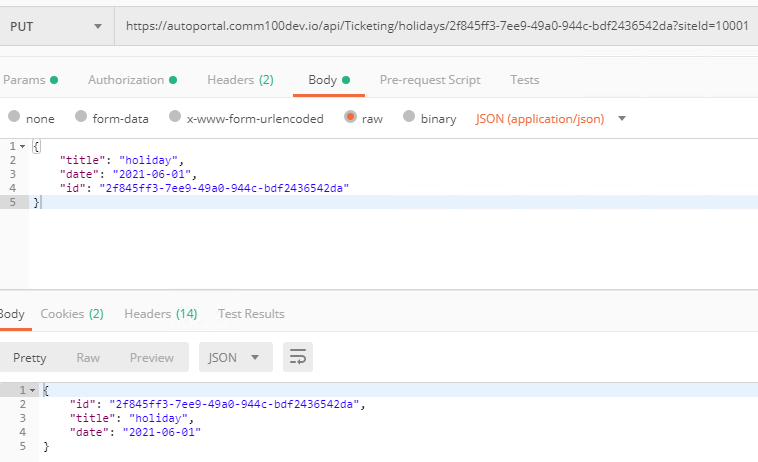 PUT https://autoportal.comm100dev.io/api/Ticketing/holidays/2f845ff3-7ee9-49a0-944c-bdf2436542da?siteId=10001
Params Authorization Headers (2) Body Pre-request Script Tests
none form-data x-www-form-urlencoded raw binary JSON (application/json)
1 {
2 "title": "holiday",
3 "date": "2021-06-01",
4 "id": "2f845ff3-7ee9-49a0-944c-bdf2436542da"
5 }
Body Cookies (2) Headers (14) Test Results
Pretty Raw Preview JSON
1 {
2 "id": "2f845ff3-7ee9-49a0-944c-bdf2436542da",
3 "title": "holiday",
4 "date": "2021-06-01"
5 }